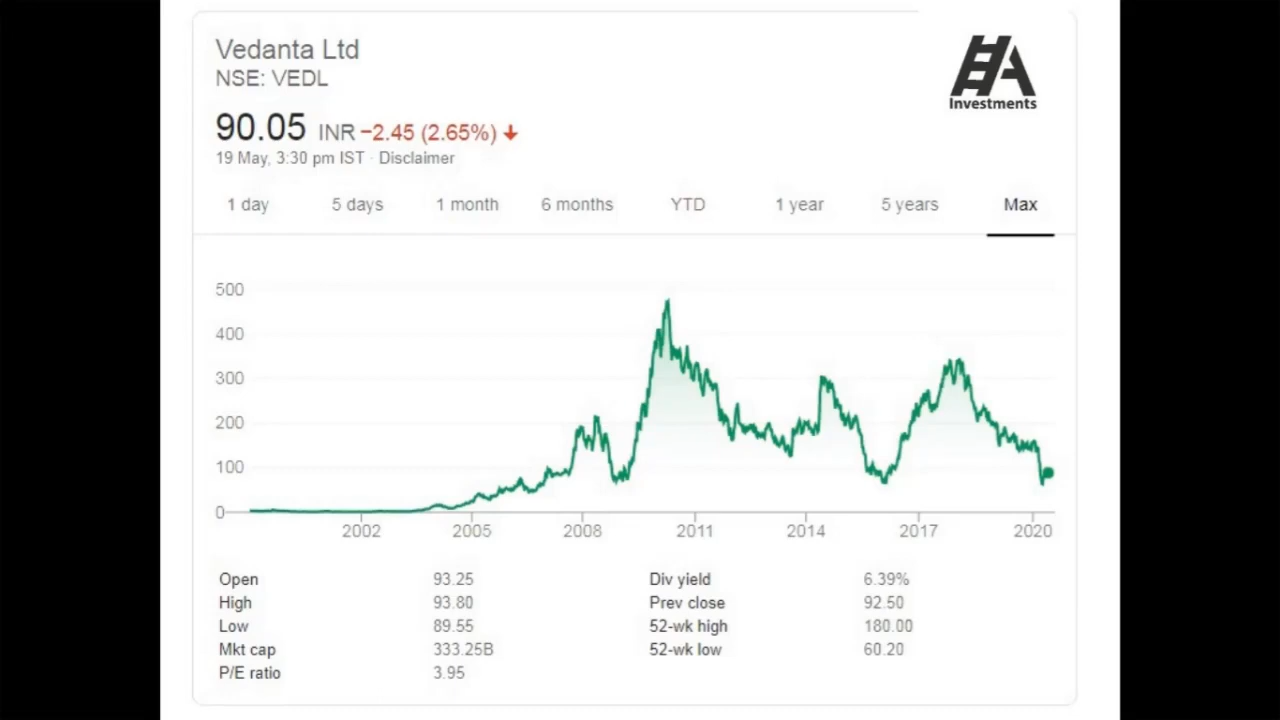 Vedanta Ltd
NSE: VEDL
90.05 INR −2.45 (2.65%) ↓
19 May, 3:30 pm IST · Disclaimer
EA
Investments
1 day 5 days 1 month 6 months YTD 1 year 5 years Max
500
400
300
200
100
0
2002 2005 2008 2011 2014 2017 2020
Open 93.25 Div yield 6.39%
High 93.80 Prev close 92.50
Low 89.55 52-wk high 180.00
Mkt cap 333.25B 52-wk low 60.20
P/E ratio 3.95